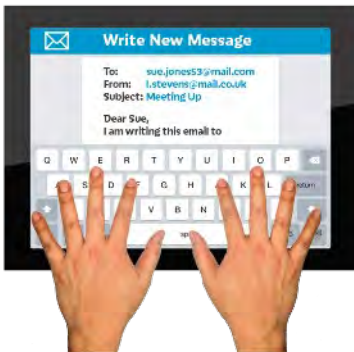 Write New Message
To: sue.jones53@mail.com
From: l.stevens@mail.co.uk
Subject: Meeting Up
Dear Sue,
I am writing this email to
Q W E R T Y U I O P
S D F G H K L return
V B N